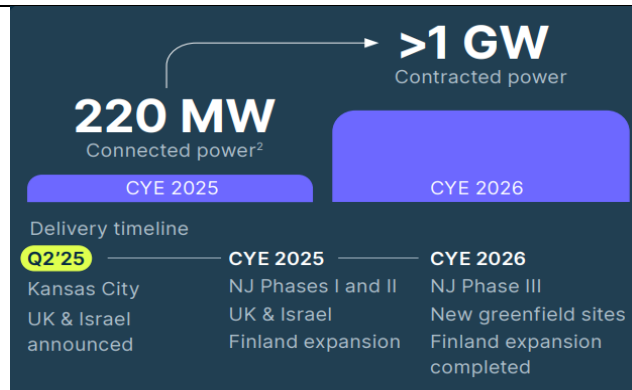 >1 GW
Contracted power
220 MW
Connected power²
CYE 2025
CYE 2026
Delivery timeline
Q2'25
Kansas City
UK & Israel
announced
CYE 2025
NJ Phases I and II
UK & Israel
Finland expansion
CYE 2026
NJ Phase III
New greenfield sites
Finland expansion
completed